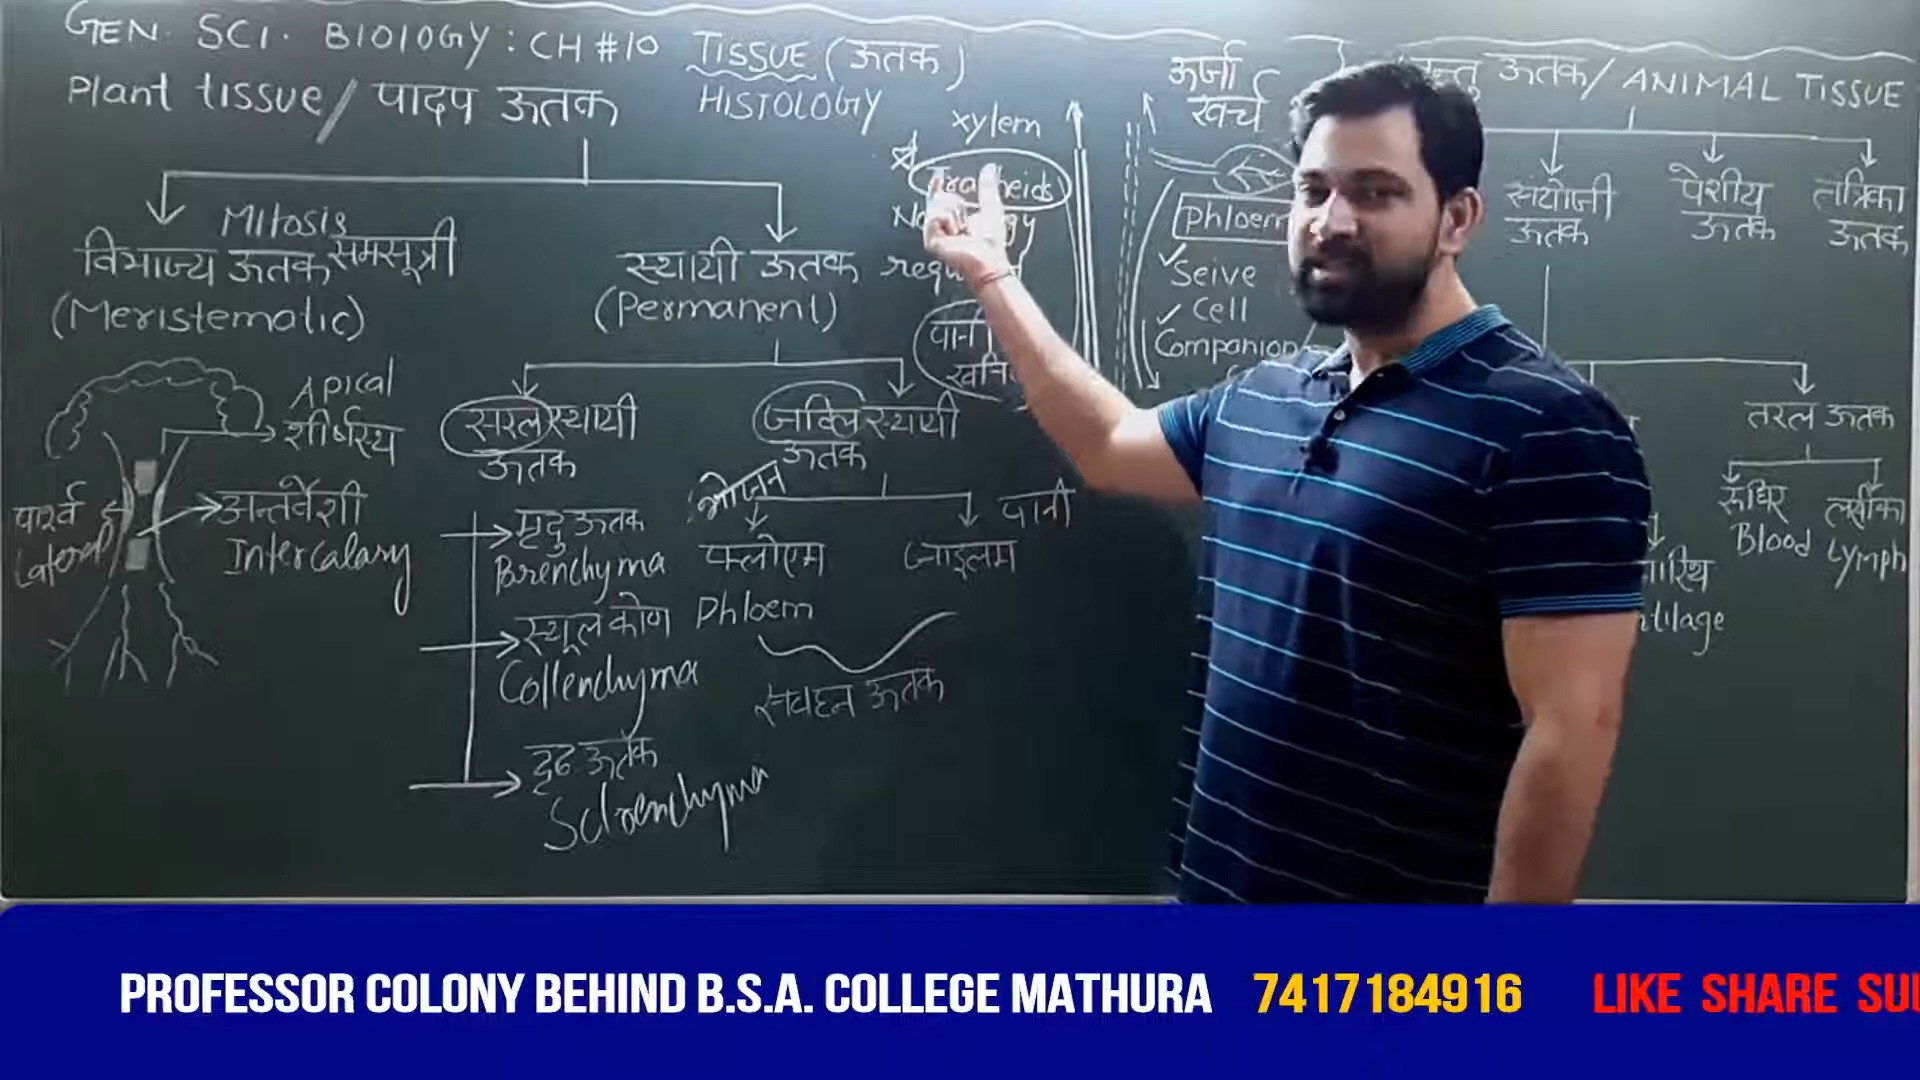 GEN. SCI. BIOLOGY: CH #10 TISSUE (ऊतक)
HISTOLOGY
Plant tissue/पादप ऊतक
Mitosis
विभाज्य ऊतक समसूत्री
(Meristematic)
स्थायी ऊतक
(Permanent)
Apical
शीर्षस्थ
पार्श्व
Lateral
अन्तर्वेशी
Intercalary
सरल स्थायी
ऊतक
मृदु ऊतक
Parenchyma
स्थूल कोण
Collenchyma
दृढ ऊतक
जटिल स्थायी
ऊतक
भोजन
फ्लोएम
Phloem
पानी
जाइलम
संवहन ऊतक
xylem
Tracheids
पानी
ऊर्जा
खर्च
Phloem
Seive
Cell
Companion
ऊतक/ANIMAL TISSUE
संयोजी
ऊतक
पेशीय
ऊतक
तंत्रिका
ऊतक
तरल ऊतक
रुधिर
Blood
लसीका
Lymph
PROFESSOR COLONY BEHIND B.S.A. COLLEGE MATHURA 7417184916 LIKE SHARE